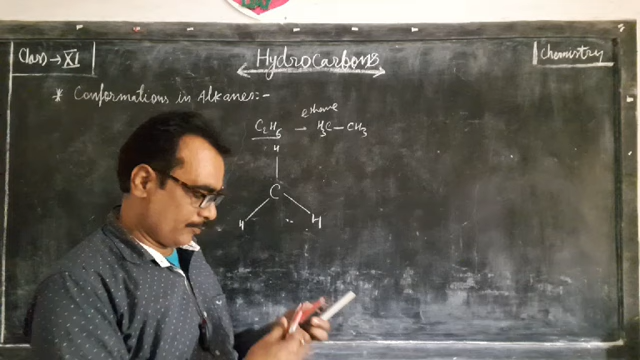 Class → XI
Hydrocarbons
Chemistry
* Conformations in Alkanes:-
ethane
C₂H₆ → H₃C — CH₃
H
C
H H